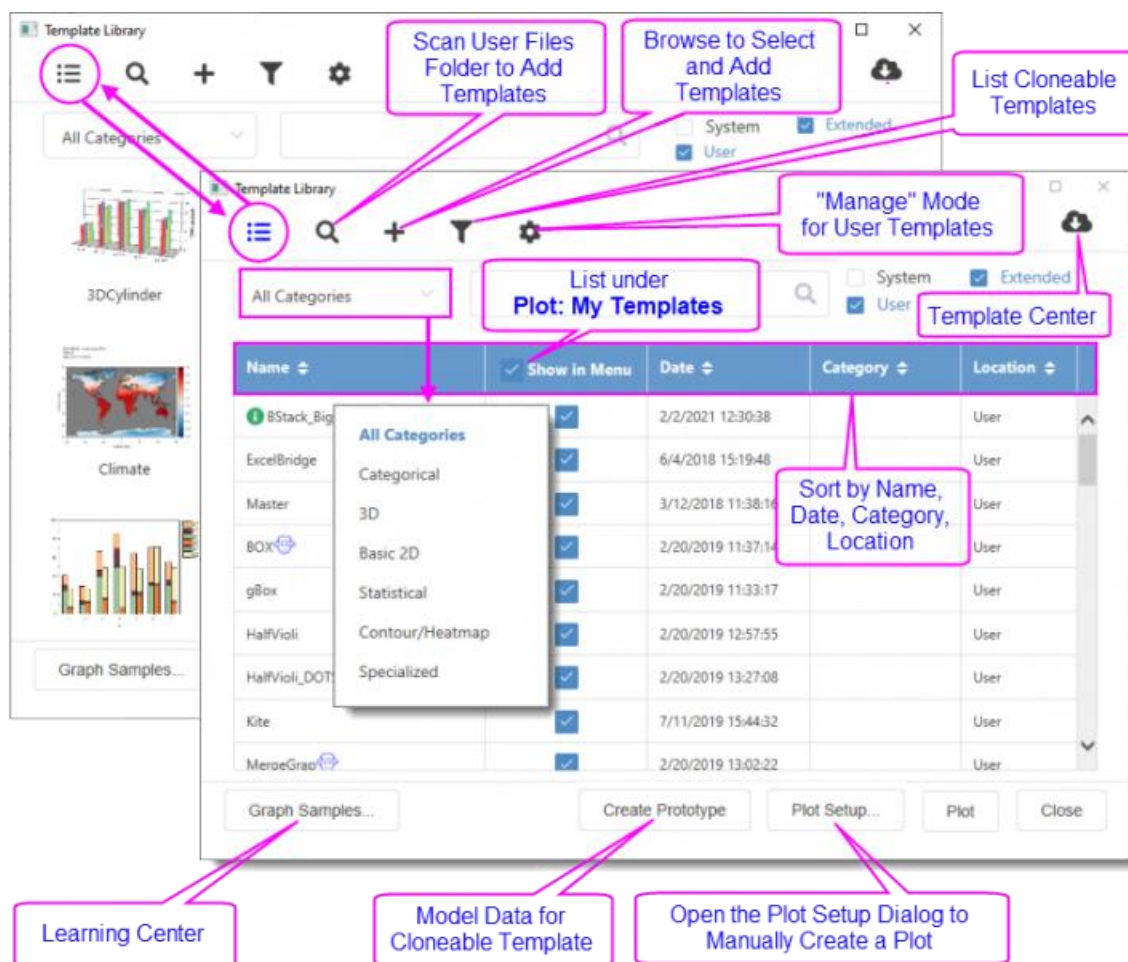 Template Library
Scan User Files
Folder to Add
Templates
Browse to Select
and Add
Templates
List Cloneable
Templates
All Categories
System
Extended
User
Template Library
"Manage" Mode
for User Templates
All Categories
List under
Plot: My Templates
System
Extended
User
Template Center
3DCylinder
Climate
Graph Samples...
Name
Show in Menu
Date
Category
Location
BStack_Big
2/2/2021 12:30:38
User
ExcelBridge
6/4/2018 15:19:48
User
Master
3/12/2018 11:38:16
User
BOX
2/20/2019 11:37:14
User
gBox
2/20/2019 11:33:17
User
HalfVioli
2/20/2019 12:57:55
User
HalfVioli_DOTS
2/20/2019 13:27:08
User
Kite
7/11/2019 15:44:32
User
MergeGrap
2/20/2019 13:02:22
User
All Categories
Categorical
3D
Basic 2D
Statistical
Contour/Heatmap
Specialized
Sort by Name,
Date, Category,
Location
Graph Samples...
Create Prototype
Plot Setup...
Plot
Close
Learning Center
Model Data for
Cloneable Template
Open the Plot Setup Dialog to
Manually Create a Plot